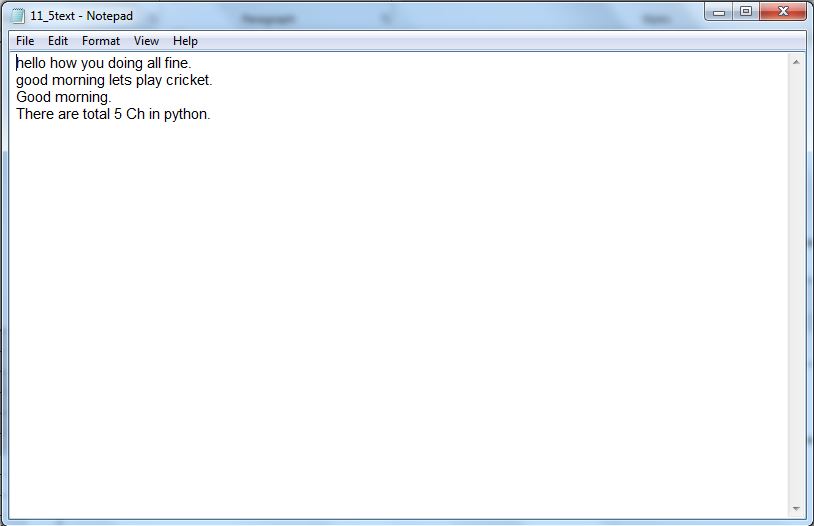 11_5text - Notepad
File Edit Format View Help
hello how you doing all fine.
good morning lets play cricket.
Good morning.
There are total 5 Ch in python.